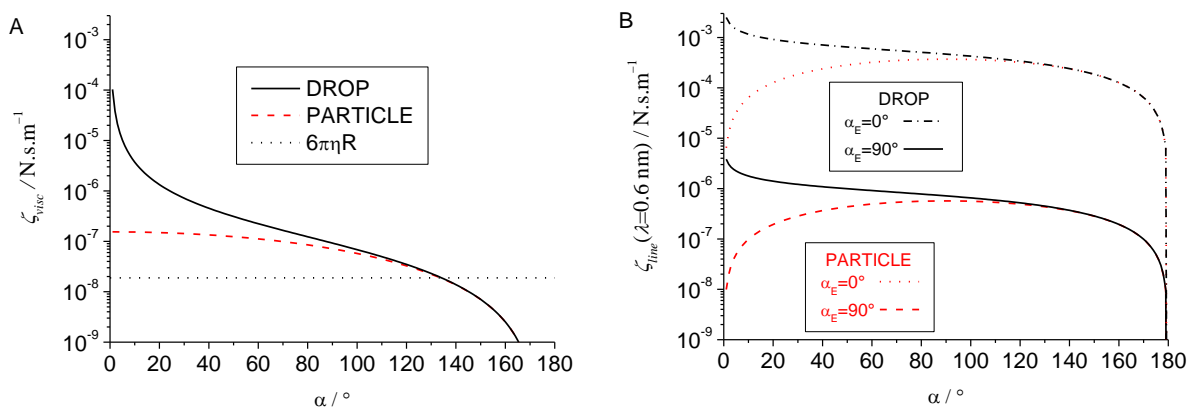 A
ζvisc / N.s.m⁻¹
10⁻³
10⁻⁴
10⁻⁵
10⁻⁶
10⁻⁷
10⁻⁸
10⁻⁹
DROP
PARTICLE
6πηR
0 20 40 60 80 100 120 140 160 180
α / °
B
ζline(λ=0.6 nm) / N.s.m⁻¹
10⁻³
10⁻⁴
10⁻⁵
10⁻⁶
10⁻⁷
10⁻⁸
10⁻⁹
DROP
αE=0°
αE=90°
PARTICLE
αE=0°
αE=90°
0 20 40 60 80 100 120 140 160 180
α / °